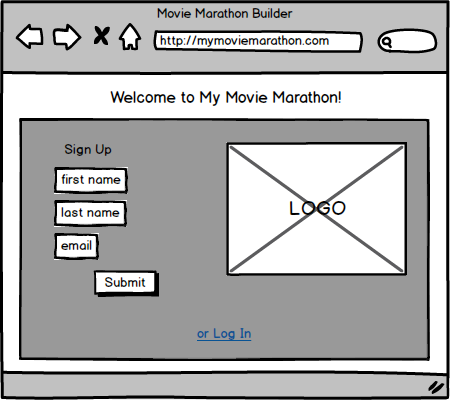 Movie Marathon Builder
http://mymoviemarathon.com
Welcome to My Movie Marathon!
Sign Up
first name
last name
email
Submit
LOGO
or Log In